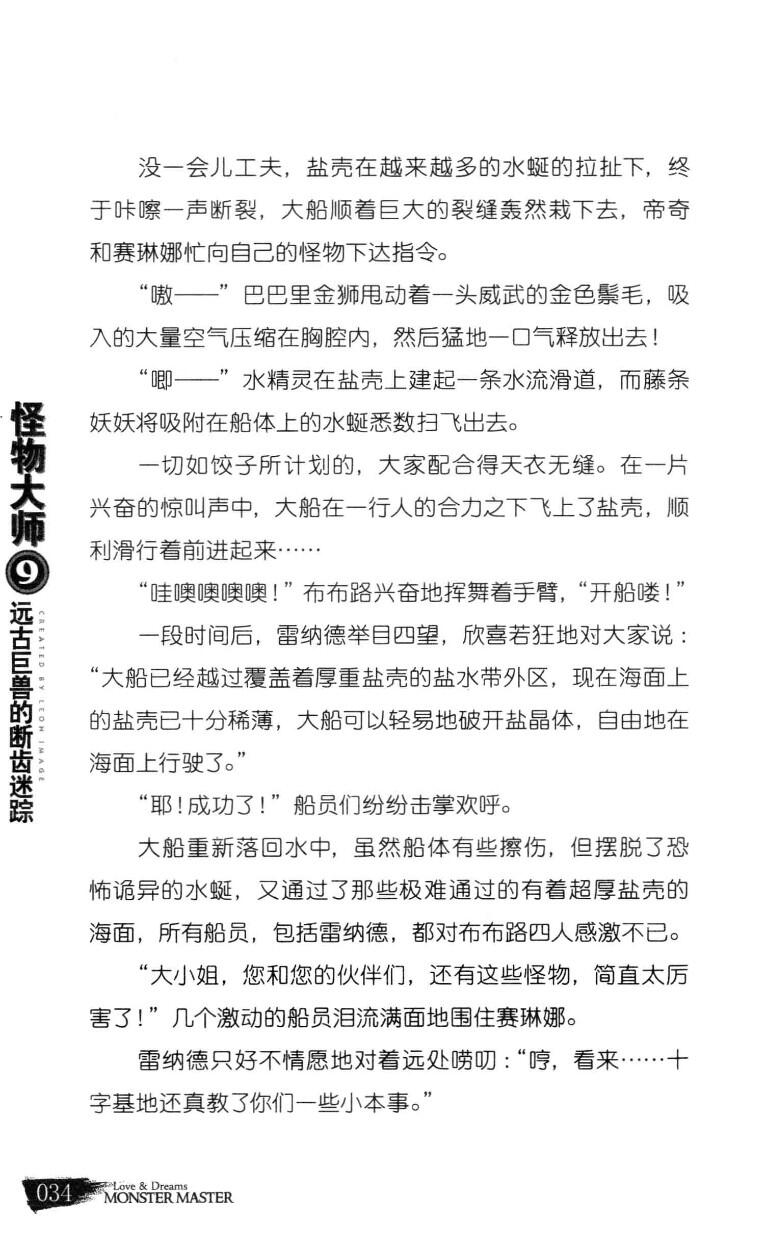 没一会儿工夫，盐壳在越来越多的水蜒的拉扯下，终
于咔嚓一声断裂，大船顺着巨大的裂缝轰然栽下去，帝奇
和赛琳娜忙向自己的怪物下达指令。
“嗷——”巴巴里金狮甩动着一头威武的金色鬃毛，吸
入的大量空气压缩在胸腔内，然后猛地一口气释放出去！
“唧——”水精灵在盐壳上建起一条水流滑道，而藤条
妖妖将吸附在船体上的水蜒悉数扫飞出去。
一切如饺子所计划的，大家配合得天衣无缝。在一片
兴奋的惊叫声中，大船在一行人的合力之下飞上了盐壳，顺
利滑行着前进起来……
“哇噢噢噢噢！”布布路兴奋地挥舞着手臂，“开船喽！”
一段时间后，雷纳德举目四望，欣喜若狂地对大家说：
“大船已经越过覆盖着厚重盐壳的盐水带外区，现在海面上
的盐壳已十分稀薄，大船可以轻易地破开盐晶体，自由地在
海面上行驶了。”
“耶！成功了！”船员们纷纷击掌欢呼。
大船重新落回水中，虽然船体有些擦伤，但摆脱了恐
怖诡异的水蜒，又通过了那些极难通过的有着超厚盐壳的
海面，所有船员，包括雷纳德，都对布布路四人感激不已。
“大小姐，您和您的伙伴们，还有这些怪物，简直太厉
害了！”几个激动的船员泪流满面地围住赛琳娜。
雷纳德只好不情愿地对着远处唠叨：“哼，看来……十
字基地还真教了你们一些小本事。”
怪物大师 9
远古巨兽的断齿迷踪
CREATED BY LEON IMAGE
034
Love & Dreams
MONSTER MASTER